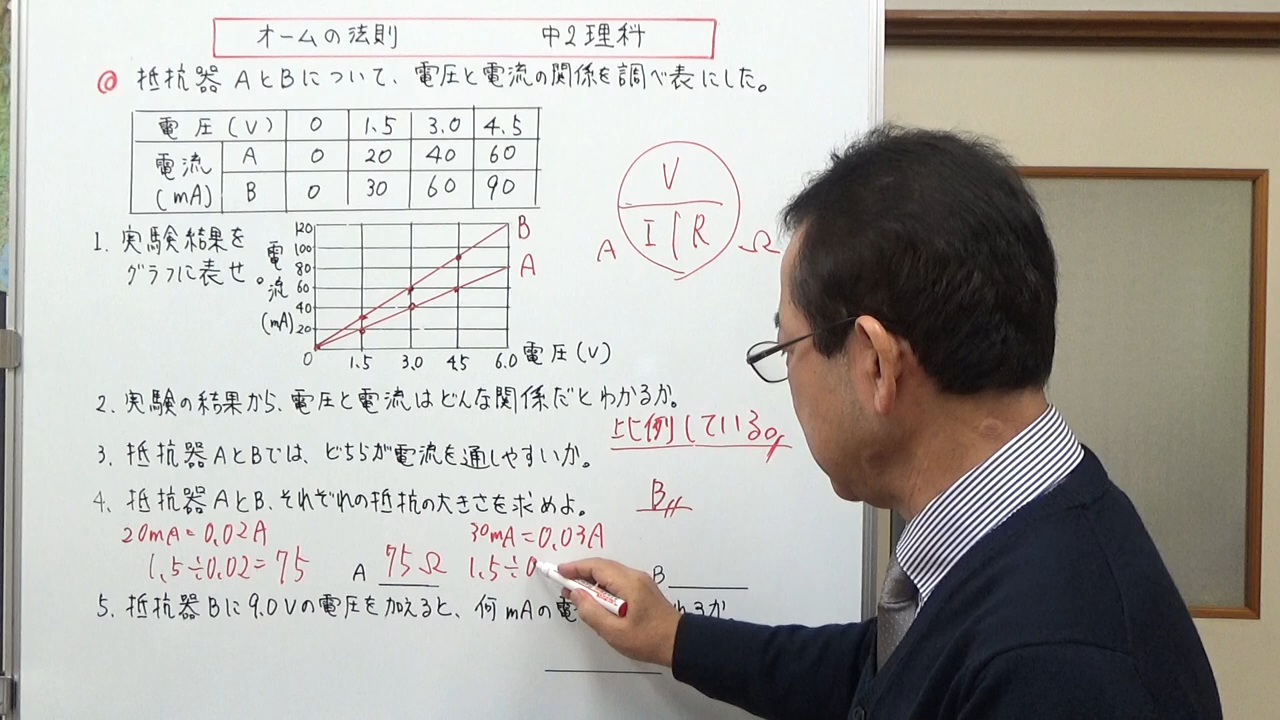 オームの法則 中2理科
◎ 抵抗器AとBについて、電圧と電流の関係を調べ表にした。
電圧(V) 0 1.5 3.0 4.5
電流(mA) A 0 20 40 60
B 0 30 60 90
1. 実験結果をグラフに表せ。
電流(mA)
120
100
80
60
40
20
0 1.5 3.0 4.5 6.0 電圧(V)
B
A
V
I R
A Ω
2. 実験の結果から、電圧と電流はどんな関係だとわかるか。
比例している。
3. 抵抗器AとBでは、どちらが電流を通しやすいか。
B
4. 抵抗器AとB、それぞれの抵抗の大きさを求めよ。
20mA=0.02A 30mA=0.03A
1.5÷0.02=75 A 75Ω 1.5÷0 B
5. 抵抗器Bに9.0Vの電圧を加えると、何mAの電 れるか。